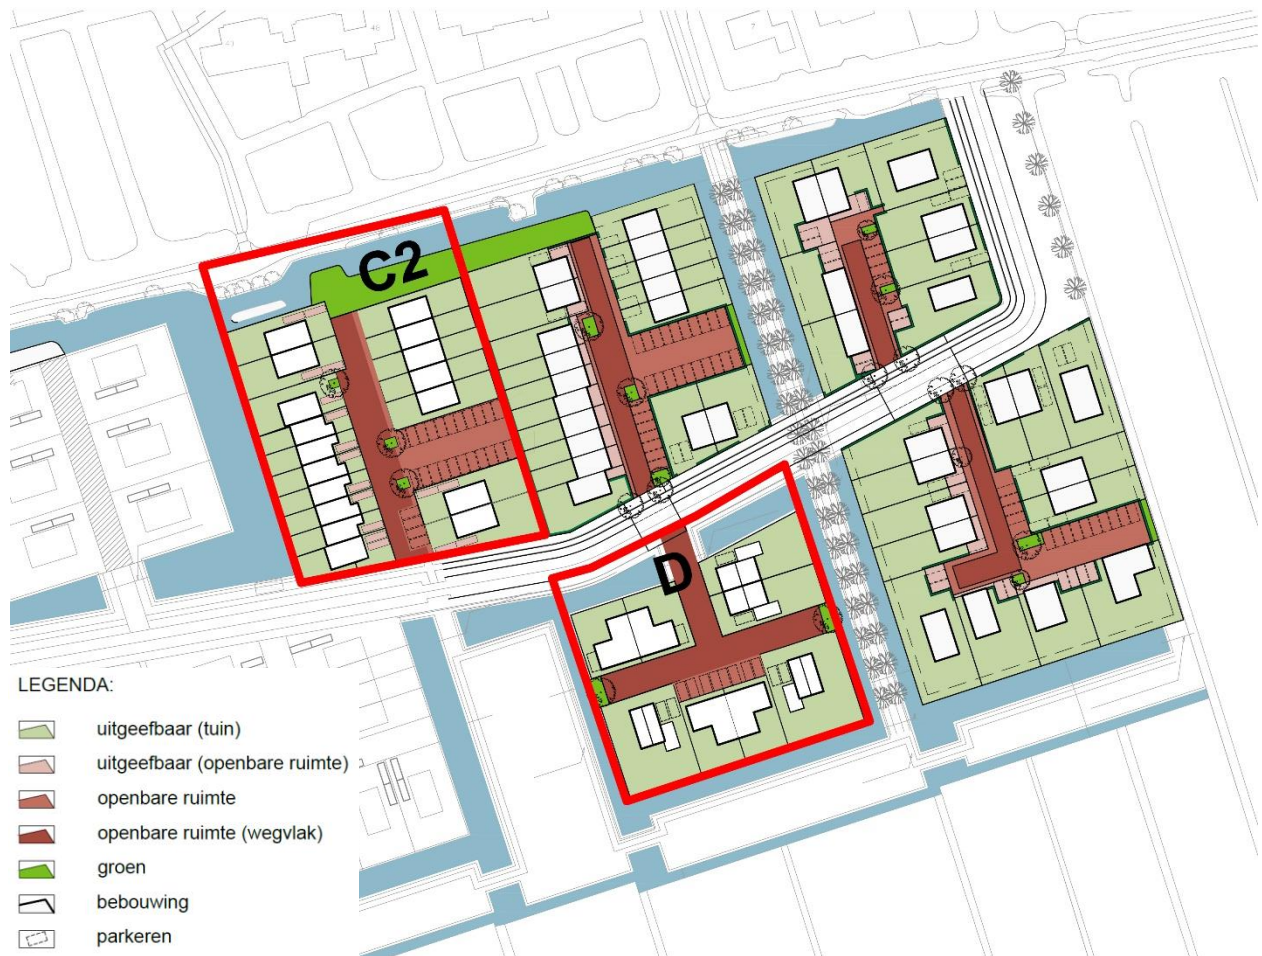 C2
D
LEGENDA:
uitgeefbaar (tuin)
uitgeefbaar (openbare ruimte)
openbare ruimte
openbare ruimte (wegvlak)
groen
bebouwing
parkeren